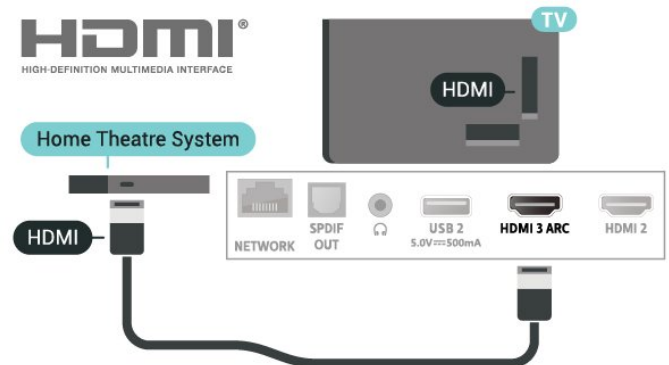 HDMI®
HIGH-DEFINITION MULTIMEDIA INTERFACE
TV
HDMI
Home Theatre System
HDMI
NETWORK
SPDIF
OUT
USB 2
5.0V⎓500mA
HDMI 3 ARC
HDMI 2